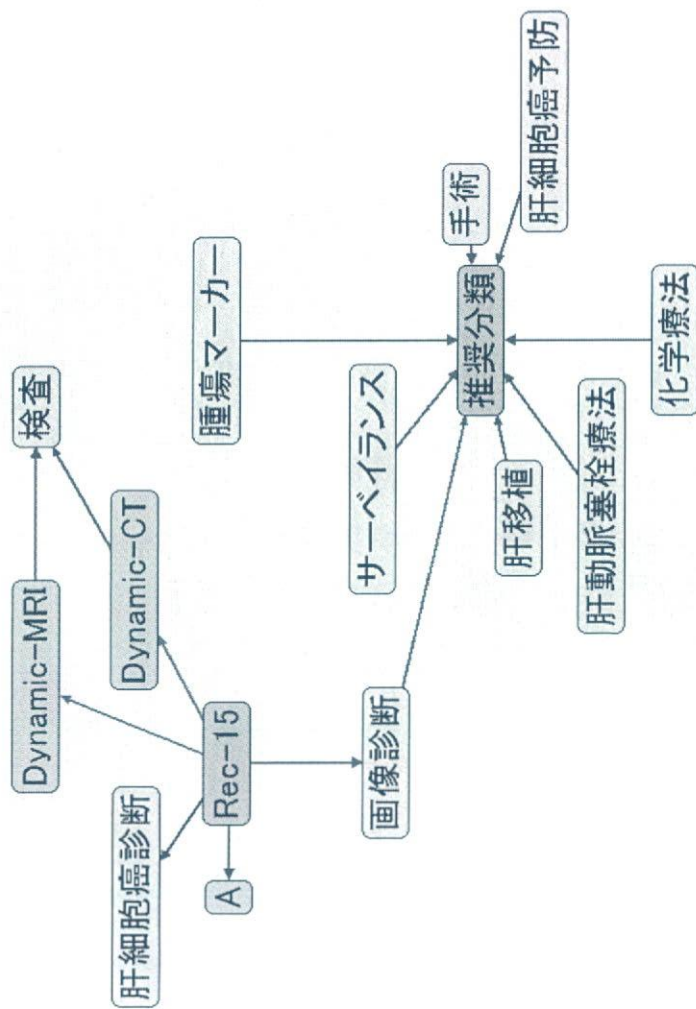 検査
Dynamic-MRI
Dynamic-CT
肝細胞癌診断
Rec-15
A
腫瘍マーカー
サーベイランス
画像診断
手術
推奨分類
肝移植
肝細胞癌予防
肝動脈塞栓療法
化学療法